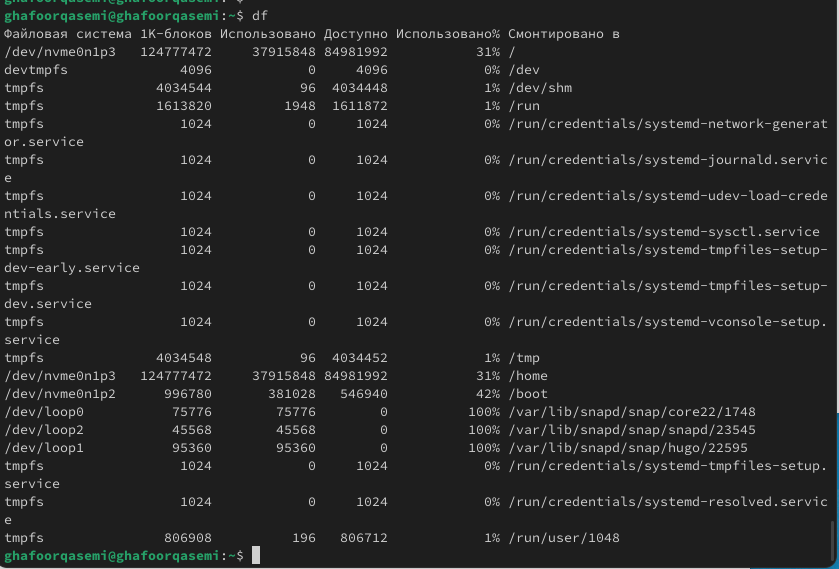 ghafoorqasemi@ghafoorqasemi:~$ df
Файловая система 1K-блоков Использовано Доступно Использовано% Смонтировано в
/dev/nvme0n1p3   124777472     37915848 84981992           31% /
devtmpfs              4096            0     4096            0% /dev
tmpfs              4034544           96  4034448            1% /dev/shm
tmpfs              1613820         1948  1611872            1% /run
tmpfs                 1024            0     1024            0% /run/credentials/systemd-network-generat
or.service
tmpfs                 1024            0     1024            0% /run/credentials/systemd-journald.servic
e
tmpfs                 1024            0     1024            0% /run/credentials/systemd-udev-load-crede
ntials.service
tmpfs                 1024            0     1024            0% /run/credentials/systemd-sysctl.service
tmpfs                 1024            0     1024            0% /run/credentials/systemd-tmpfiles-setup-
dev-early.service
tmpfs                 1024            0     1024            0% /run/credentials/systemd-tmpfiles-setup-
dev.service
tmpfs                 1024            0     1024            0% /run/credentials/systemd-vconsole-setup.
service
tmpfs              4034548           96  4034452            1% /tmp
/dev/nvme0n1p3   124777472     37915848 84981992           31% /home
/dev/nvme0n1p2      996780       381028   546940           42% /boot
/dev/loop0           75776        75776        0          100% /var/lib/snapd/snap/core22/1748
/dev/loop2           45568        45568        0          100% /var/lib/snapd/snap/snapd/23545
/dev/loop1           95360        95360        0          100% /var/lib/snapd/snap/hugo/22595
tmpfs                 1024            0     1024            0% /run/credentials/systemd-tmpfiles-setup.
service
tmpfs                 1024            0     1024            0% /run/credentials/systemd-resolved.servic
e
tmpfs               806908          196   806712            1% /run/user/1048
ghafoorqasemi@ghafoorqasemi:~$